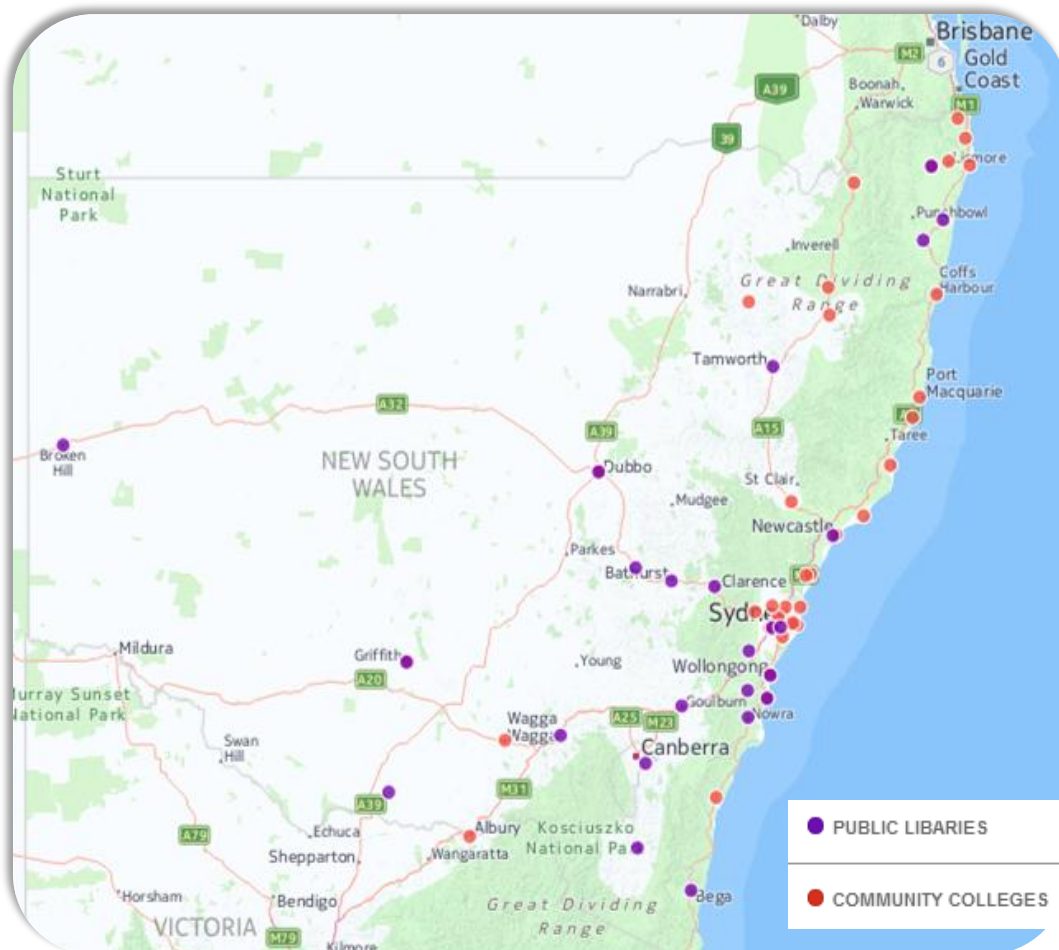 Dalby
Brisbane
M2
6
Gold
Coast
A39
Boonah
Warwick
M1
39
Lismore
Sturt
National
Park
Punchbowl
Inverell
Coffs
Harbour
Great Dividing
Range
Narrabri
Tamworth
Port
Macquarie
A32
A39
A15
Taree
Broken
Hill
NEW SOUTH
WALES
Dubbo
St Clair
Mudgee
Newcastle
Parkes
Bathurst
Clarence
Sydne
Mildura
Griffith
Young
Wollongong
A20
Murray Sunset
National Park
Goulburn
Nowra
Wagga
Wagga
A25
M23
Swan
Hill
Canberra
M31
A39
PUBLIC LIBARIES
A79
Echuca
Albury
Kosciuszko
National Pa
Shepparton
Wangaratta
Horsham
Bendigo
Bega
COMMUNITY COLLEGES
Great Dividing
Range
VICTORIA
M79
Kilmore